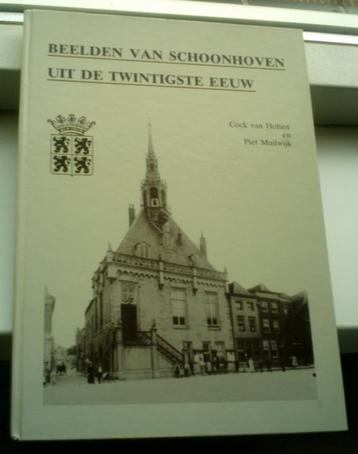 BEELDEN VAN SCHOONHOVEN
UIT DE TWINTIGSTE EEUW
Cock van Holten
en
Piet Muilwijk